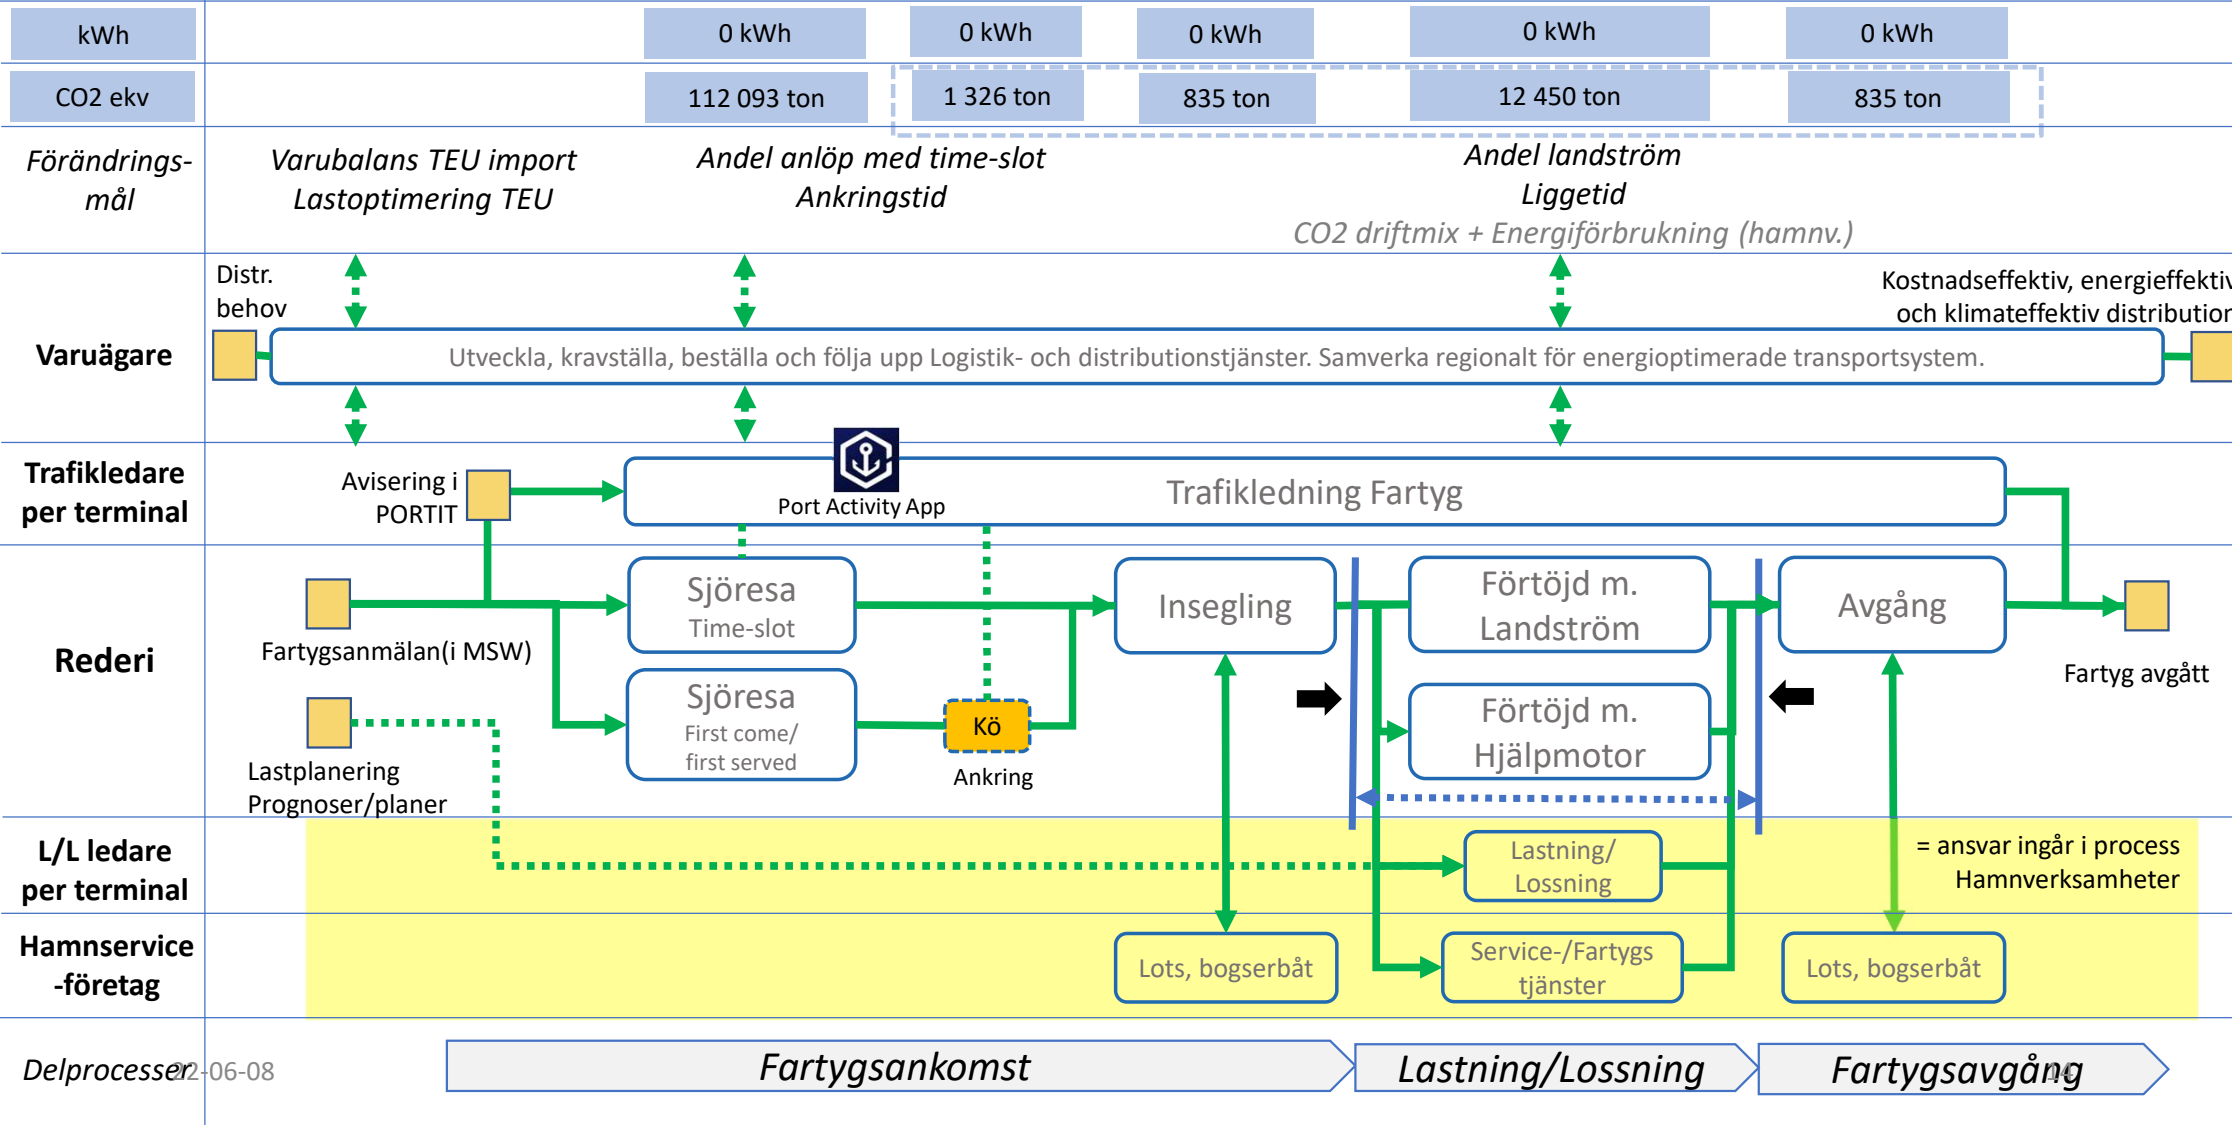 kWh
0 kWh
0 kWh
0 kWh
0 kWh
0 kWh
CO2 ekv
112 093 ton
1 326 ton
835 ton
12 450 ton
835 ton
Förändrings-
mål
Varubalans TEU import
Lastoptimering TEU
Andel anlöp med time-slot
Ankringstid
Andel landström
Liggetid
CO2 driftmix + Energiförbrukning (hamnv.)
Varuägare
Distr.
behov
Utveckla, kravställa, beställa och följa upp Logistik- och distributionstjänster. Samverka regionalt för energioptimerade transportsystem.
Kostnadseffektiv, energieffektiv
och klimateffektiv distribution
Trafikledare
per terminal
Avisering i
PORTIT
Port Activity App
Trafikledning Fartyg
Rederi
Fartygsanmälan(i MSW)
Lastplanering
Prognoser/planer
Sjöresa
Time-slot
Sjöresa
First come/
first served
Kö
Ankring
Insegling
Förtöjd m.
Landström
Förtöjd m.
Hjälpmotor
Avgång
Fartyg avgått
L/L ledare
per terminal
Lastning/
Lossning
= ansvar ingår i process
Hamnverksamheter
Hamnservice
-företag
Lots, bogserbåt
Service-/Fartygs
tjänster
Lots, bogserbåt
Delprocesser
22-06-08
Fartygsankomst
Lastning/Lossning
Fartygsavgång
14